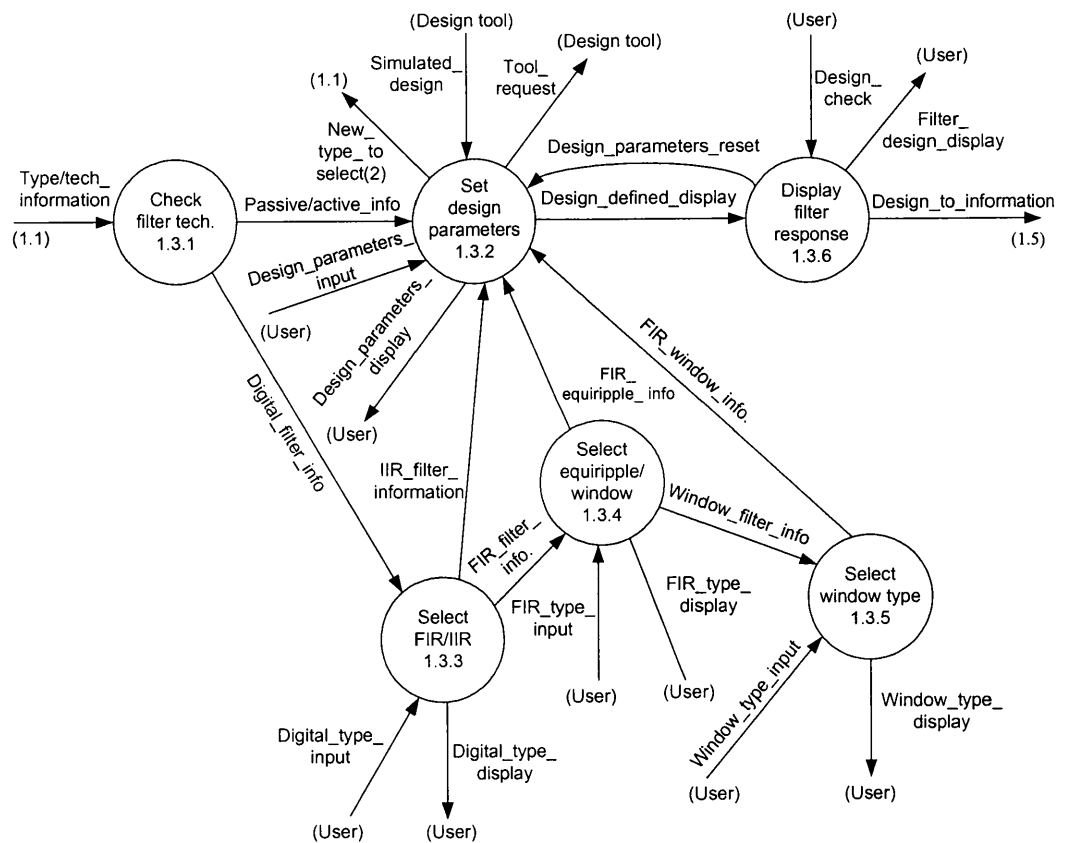 (Design tool)
Simulated_
design
(Design tool)
Tool_
request
(1.1)
New_
type_ to
select(2)
(User)
Design_
check
(User)
Filter_
design_display
Type/tech_
information
(1.1)
Check
filter tech.
1.3.1
Passive/active_info
Set
design
parameters
1.3.2
Design_parameters_reset
Design_defined_display
Display
filter
response
1.3.6
Design_to_information
(1.5)
Design_parameters_
input
(User)
Design_parameters_
display
(User)
Digital_filter_info
IIR_filter_
information
FIR_
equiripple_ info
FIR_window_info.
Select
equiripple/
window
1.3.4
Window_filter_info
FIR_filter_
info.
Select
FIR/IIR
1.3.3
FIR_type_
input
(User)
FIR_type_
display
(User)
Select
window type
1.3.5
Window_type_input
(User)
Window_type_
display
(User)
Digital_type_
input
(User)
Digital_type_
display
(User)